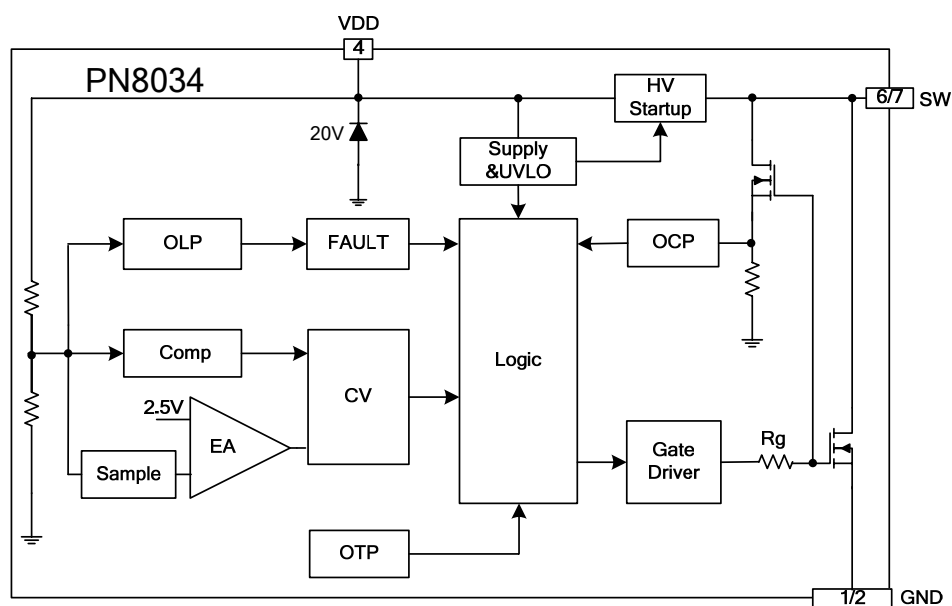 VDD
4
PN8034
HV
Startup
6/7
SW
20V
Supply
&UVLO
OLP
FAULT
OCP
Comp
Logic
CV
2.5V
EA
Rg
Gate
Driver
Sample
OTP
1/2
GND